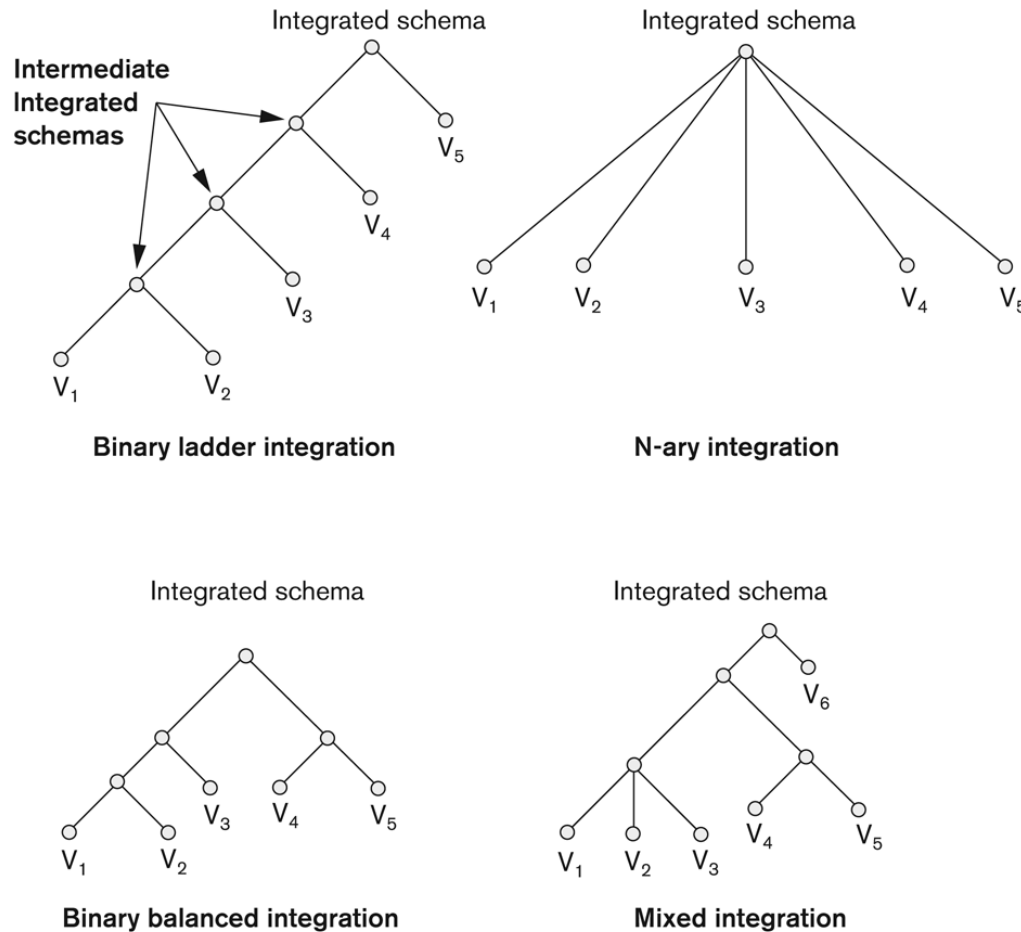 Integrated schema
Intermediate
Integrated
schemas
V₅
V₄
V₃
V₁
V₂
Binary ladder integration
Integrated schema
V₁
V₂
V₃
V₄
V₅
N-ary integration
Integrated schema
V₃
V₄
V₅
V₁
V₂
Binary balanced integration
Integrated schema
V₆
V₄
V₅
V₁
V₂
V₃
Mixed integration